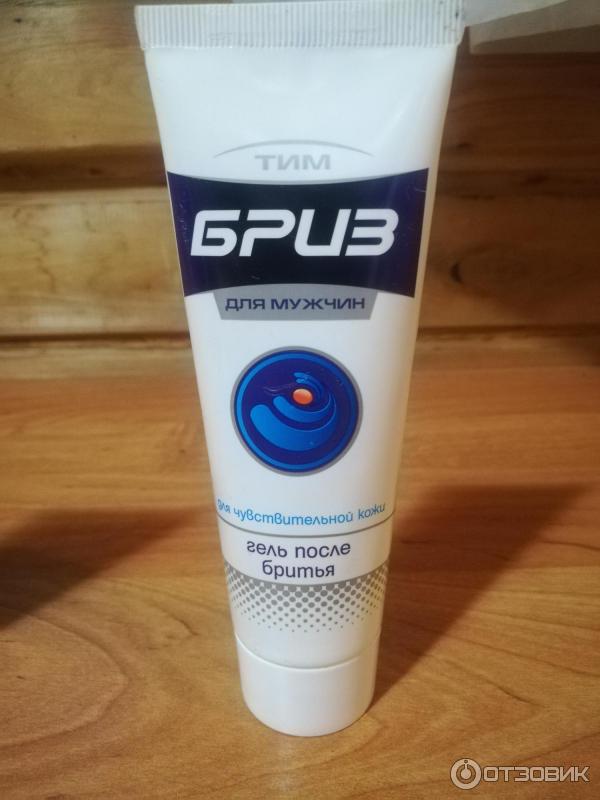 ТИМ
БРИЗ
ДЛЯ МУЖЧИН
для чувствительной кожи
гель после
бритья
ОТЗОВИК